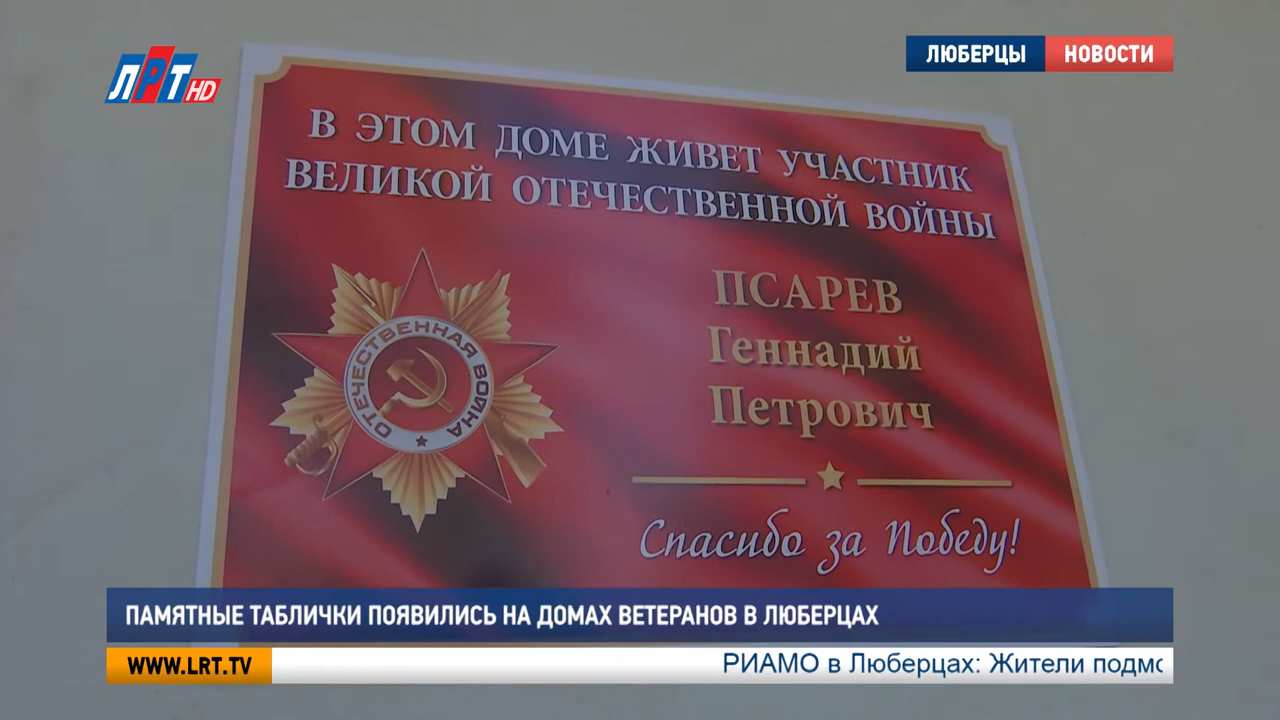 ЛРТ HD
ЛЮБЕРЦЫ НОВОСТИ
В ЭТОМ ДОМЕ ЖИВЕТ УЧАСТНИК
ВЕЛИКОЙ ОТЕЧЕСТВЕННОЙ ВОЙНЫ
ОТЕЧЕСТВЕННАЯ ВОЙНА
ПСАРЕВ
Геннадий
Петрович
Спасибо за Победу!
ПАМЯТНЫЕ ТАБЛИЧКИ ПОЯВИЛИСЬ НА ДОМАХ ВЕТЕРАНОВ В ЛЮБЕРЦАХ
WWW.LRT.TV
РИАМО в Люберцах: Жители подмо